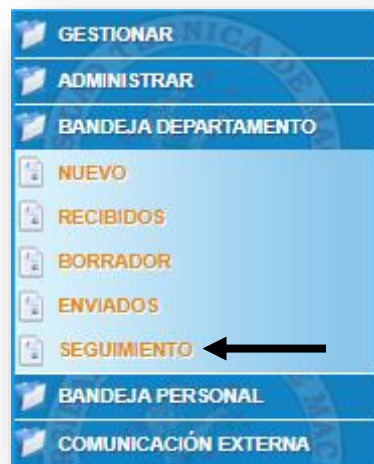 GESTIONAR
ADMINISTRAR
BANDEJA DEPARTAMENTO
NUEVO
RECIBIDOS
BORRADOR
ENVIADOS
SEGUIMIENTO
BANDEJA PERSONAL
COMUNICACIÓN EXTERNA